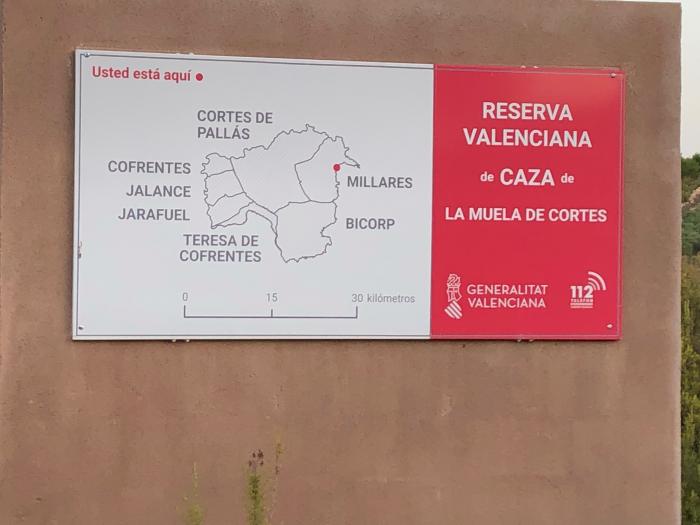 Usted está aquí
CORTES DE
PALLÁS
COFRENTES
JALANCE
JARAFUEL
TERESA DE
COFRENTES
MILLARES
BICORP
0 15 30 kilómetros
RESERVA
VALENCIANA
de CAZA de
LA MUELA DE CORTES
GENERALITAT
VALENCIANA
112
TELÈFON